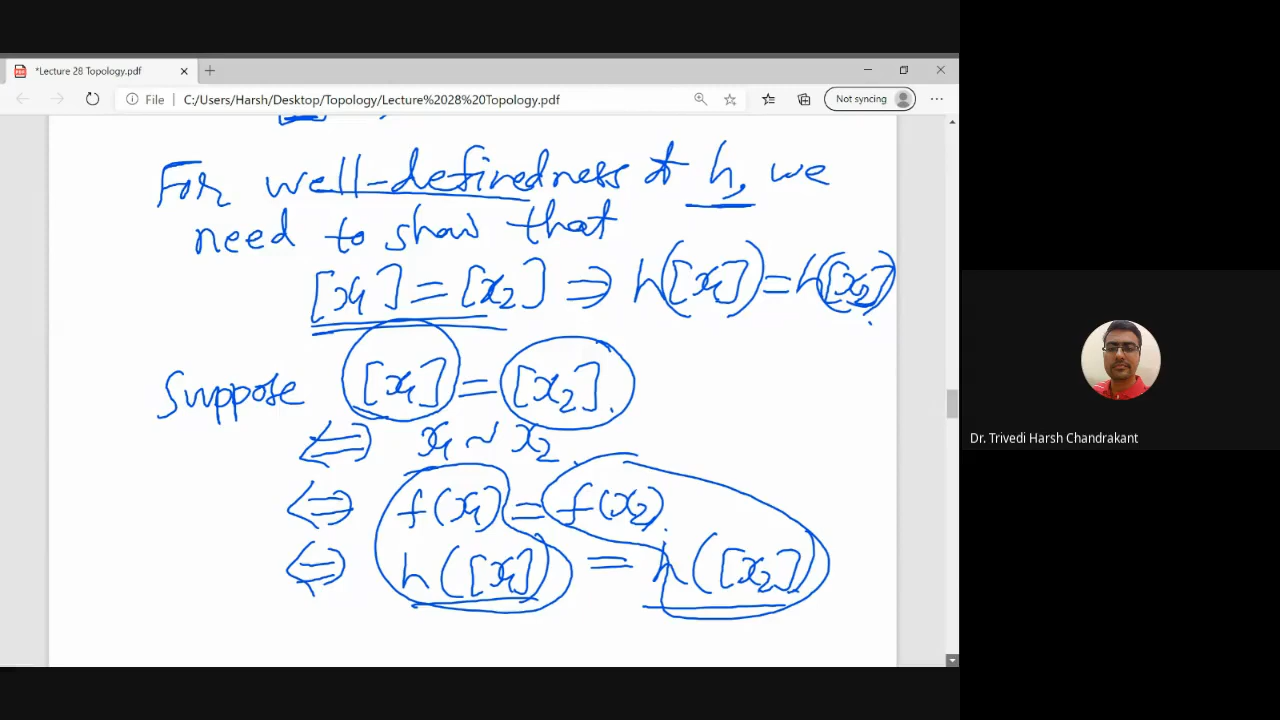 *Lecture 28 Topology.pdf
File
C:/Users/Harsh/Desktop/Topology/Lecture%2028%20Topology.pdf
Not syncing
For well-definedness of h, we
need to show that
[x1] = [x2] ⇒ h([x1]) = h([x2]).
Suppose [x1] = [x2].
⇔ x1 ~ x2.
⇔ f(x1) = f(x2).
⇔ h([x1]) = h([x2])
Dr. Trivedi Harsh Chandrakant